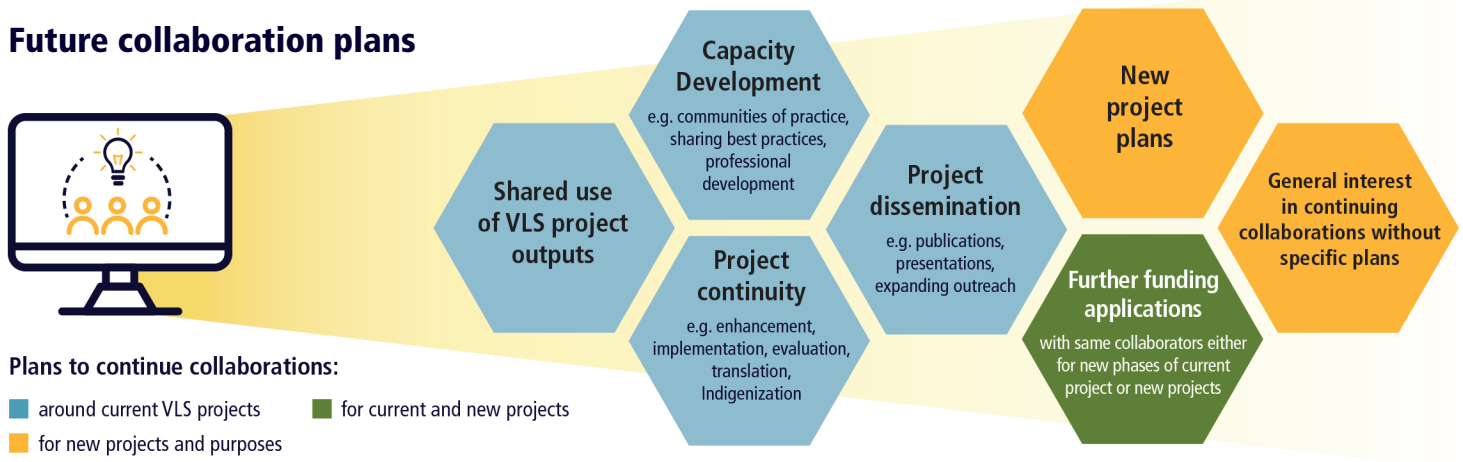 Future collaboration plans
Shared use
of VLS project
outputs
Capacity
Development
e.g. communities of practice,
sharing best practices,
professional
development
Project
continuity
e.g. enhancement,
implementation, evaluation,
translation,
Indigenization
Project
dissemination
e.g. publications,
presentations,
expanding outreach
New
project
plans
Further funding
applications
with same collaborators either
for new phases of current
project or new projects
General interest
in continuing
collaborations without
specific plans
Plans to continue collaborations:
around current VLS projects
for current and new projects
for new projects and purposes